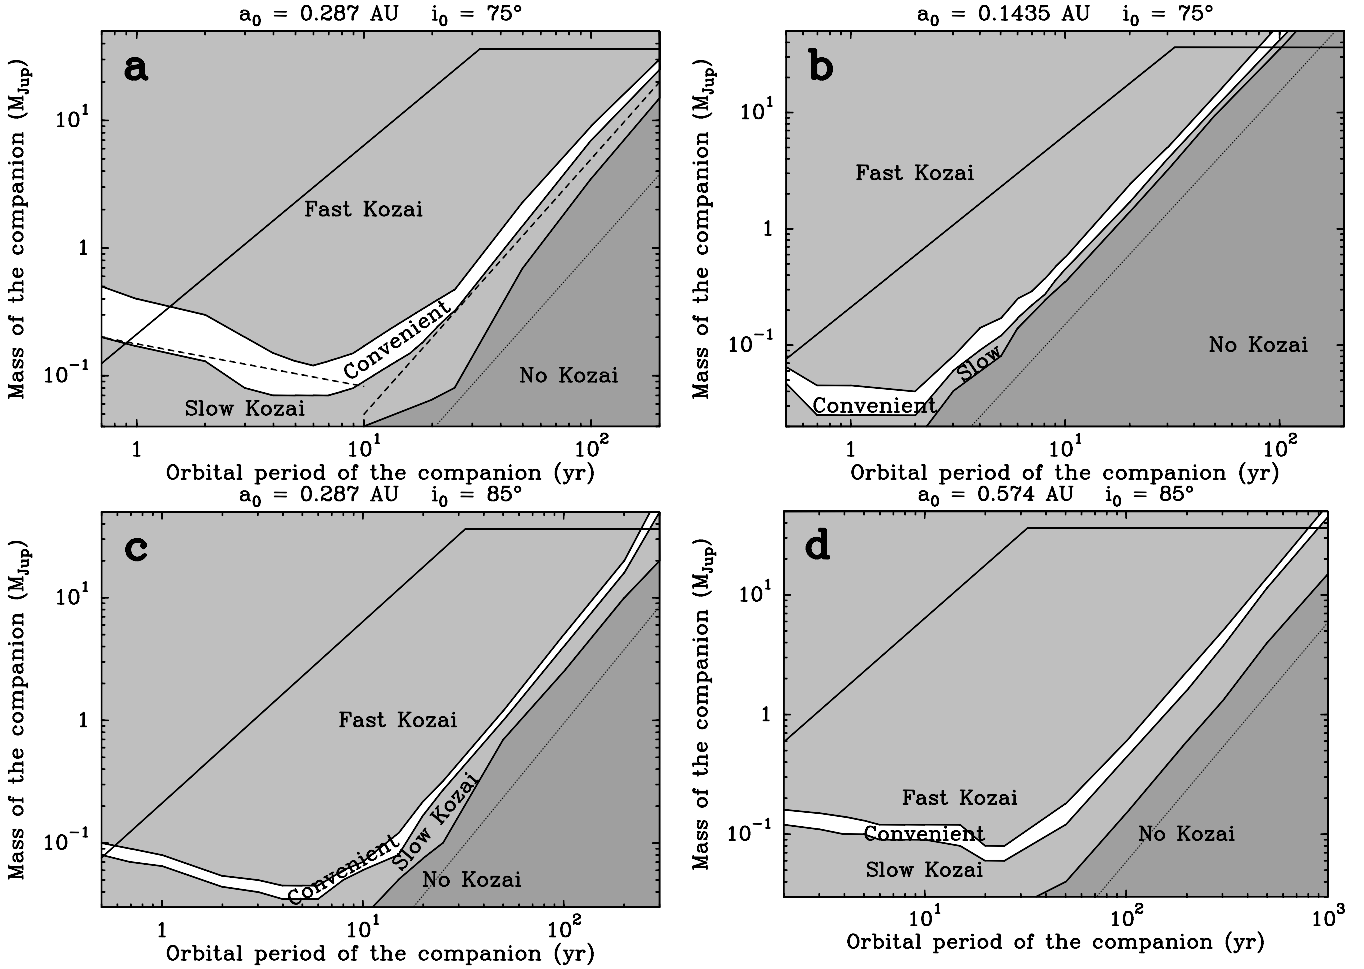 a₀ = 0.287 AU i₀ = 75°
a
Mass of the companion (M_Jup)
10¹
1
10⁻¹
Fast Kozai
Convenient
Slow Kozai
No Kozai
1 10¹ 10²
Orbital period of the companion (yr)
a₀ = 0.1435 AU i₀ = 75°
b
Mass of the companion (M_Jup)
10¹
1
10⁻¹
Fast Kozai
Slow
Convenient
No Kozai
1 10¹ 10²
Orbital period of the companion (yr)
a₀ = 0.287 AU i₀ = 85°
c
Mass of the companion (M_Jup)
10¹
1
10⁻¹
Fast Kozai
Convenient
Slow Kozai
No Kozai
1 10¹ 10²
Orbital period of the companion (yr)
a₀ = 0.574 AU i₀ = 85°
d
Mass of the companion (M_Jup)
10¹
1
10⁻¹
Fast Kozai
Convenient
Slow Kozai
No Kozai
10¹ 10² 10³
Orbital period of the companion (yr)